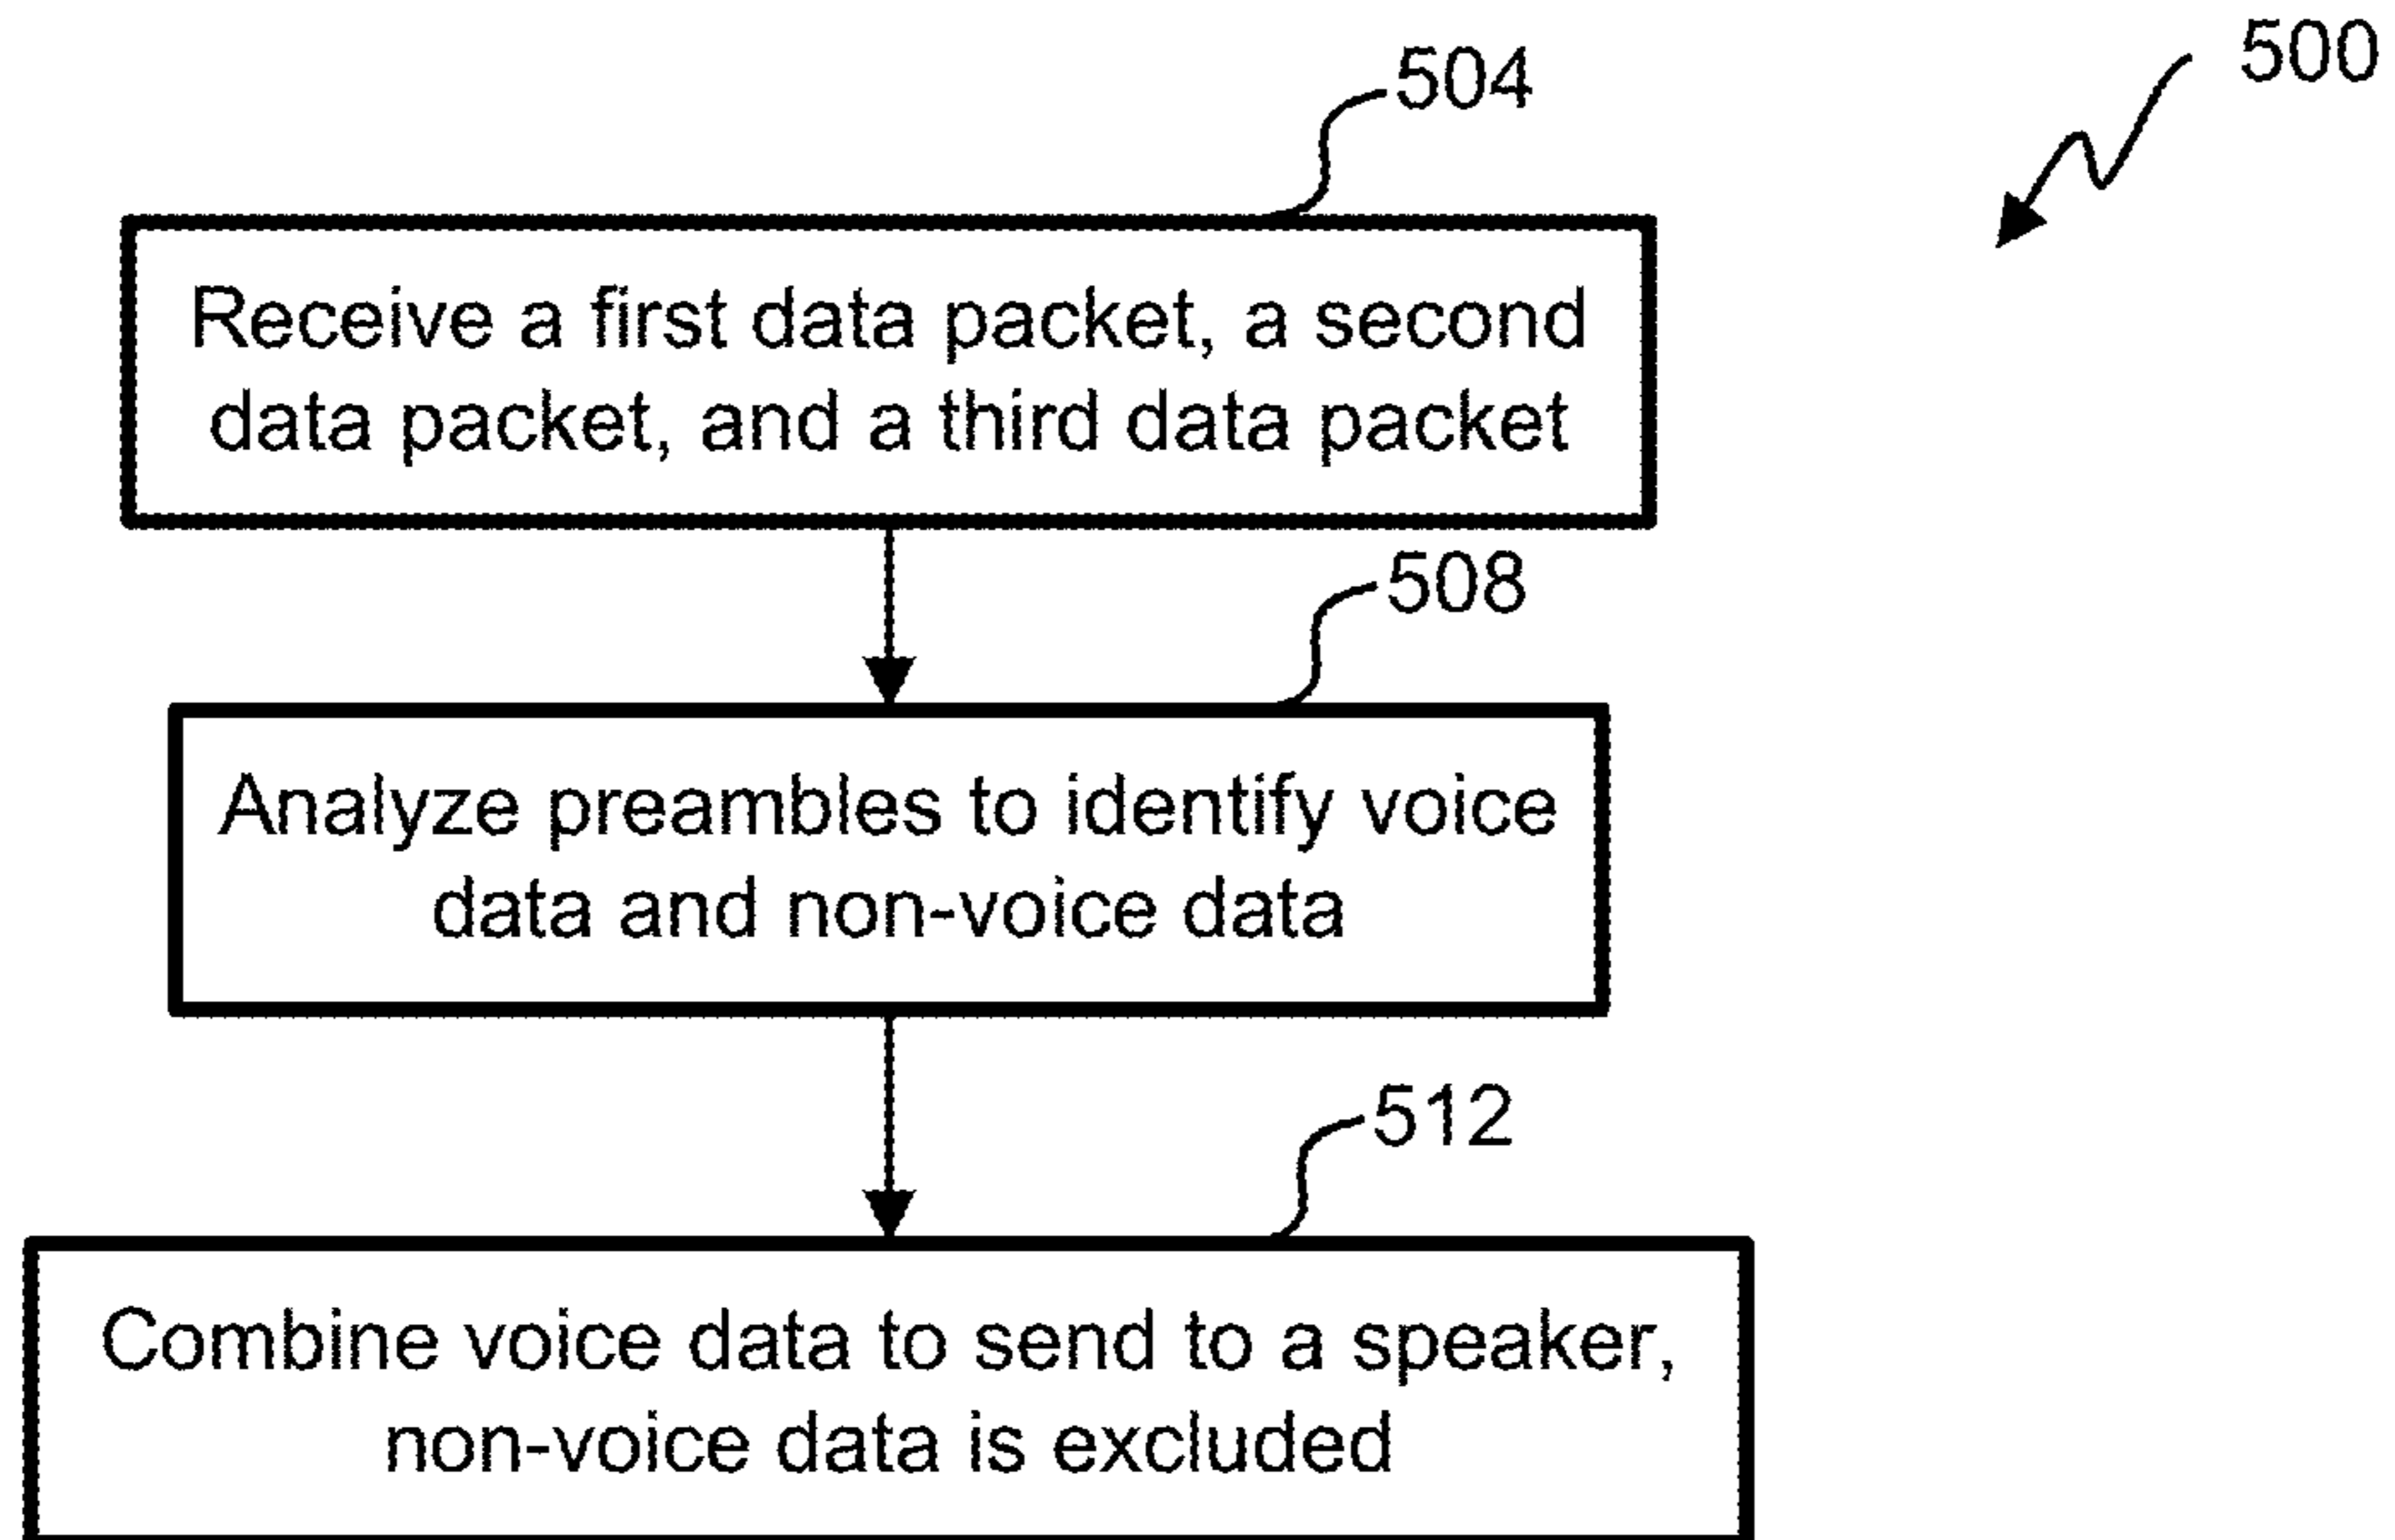 500
504
Receive a first data packet, a second
data packet, and a third data packet
508
Analyze preambles to identify voice
data and non-voice data
512
Combine voice data to send to a speaker,
non-voice data is excluded